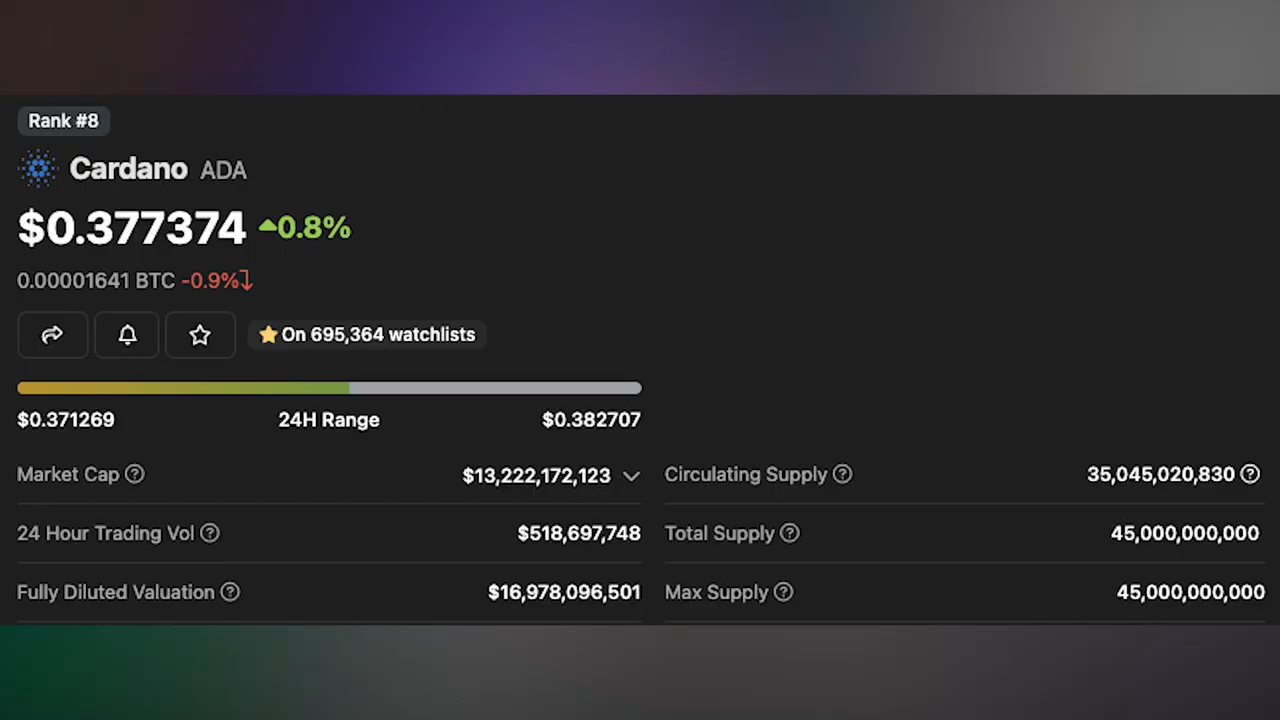 Rank #8
Cardano ADA
$0.377374 0.8%
0.00001641 BTC -0.9%
On 695,364 watchlists
$0.371269 24H Range $0.382707
Market Cap $13,222,172,123 Circulating Supply 35,045,020,830
24 Hour Trading Vol $518,697,748 Total Supply 45,000,000,000
Fully Diluted Valuation $16,978,096,501 Max Supply 45,000,000,000